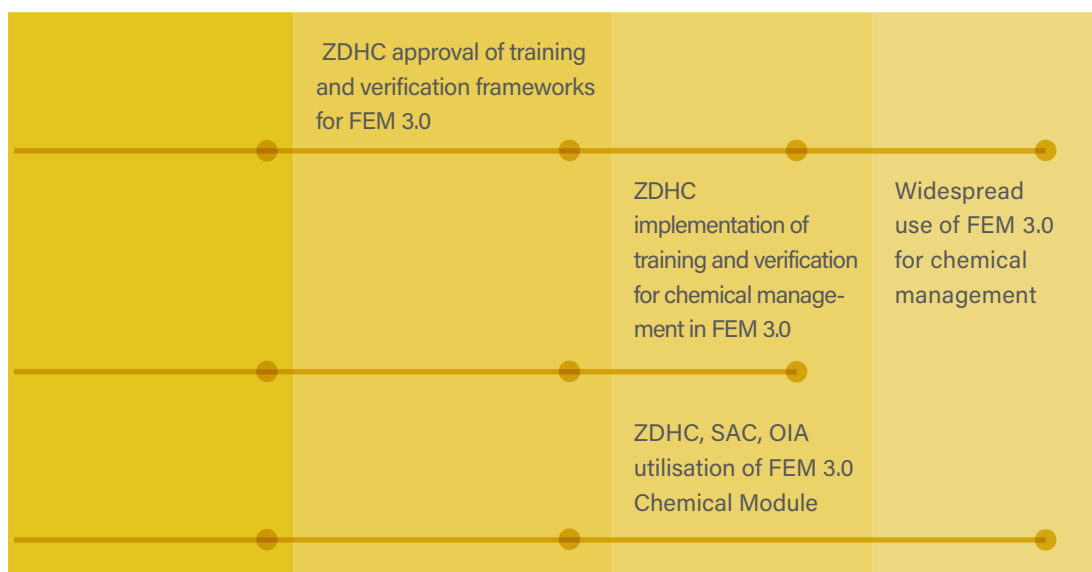 ZDHC approval of training
and verification frameworks
for FEM 3.0
ZDHC
implementation of
training and verification
for chemical manage-
ment in FEM 3.0
Widespread
use of FEM 3.0
for chemical
management
ZDHC, SAC, OIA
utilisation of FEM 3.0
Chemical Module